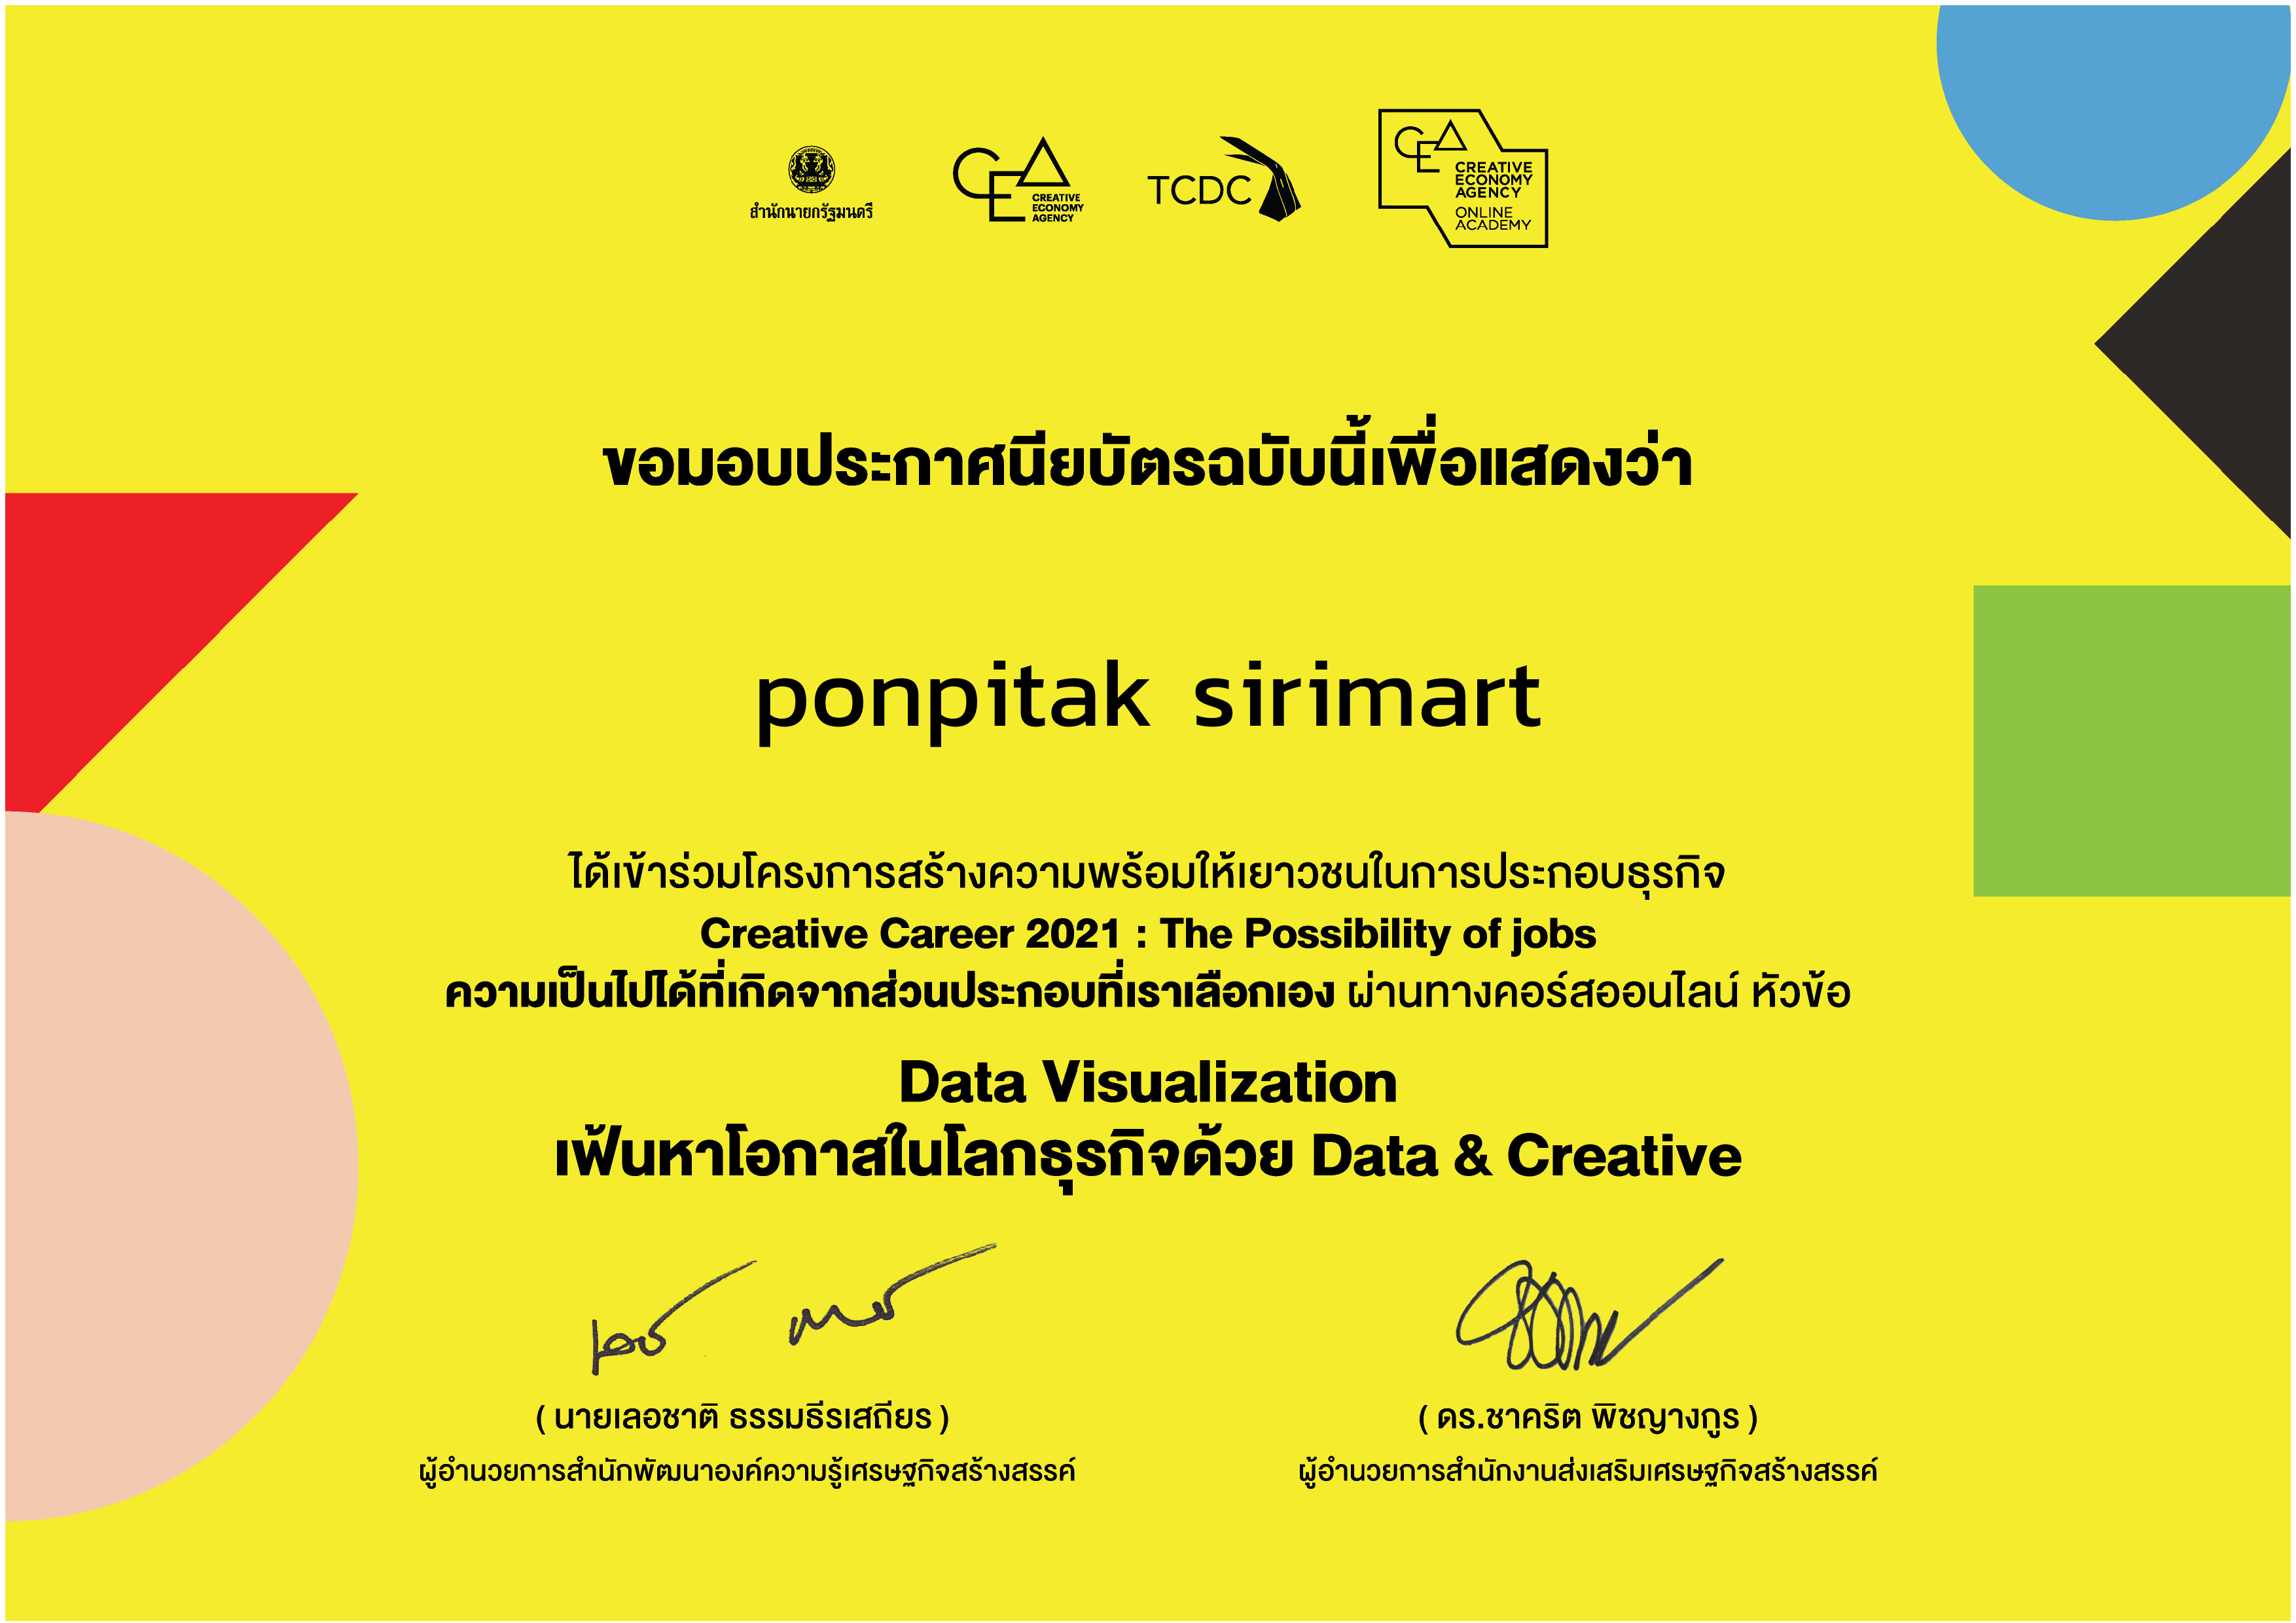 สำนักนายกรัฐมนตรี
CEA
CREATIVE
ECONOMY
AGENCY
TCDC
CEA
CREATIVE
ECONOMY
AGENCY
ONLINE
ACADEMY
ขอมอบประกาศนียบัตรฉบับนี้เพื่อแสดงว่า
ponpitak sirimart
ได้เข้าร่วมโครงการสร้างความพร้อมให้เยาวชนในการประกอบธุรกิจ
Creative Career 2021 : The Possibility of jobs
ความเป็นไปได้ที่เกิดจากส่วนประกอบที่เราเลือกเอง ผ่านทางคอร์สออนไลน์ หัวข้อ
Data Visualization
เฟ้นหาโอกาสในโลกธุรกิจด้วย Data & Creative
( นายเลอชาติ ธรรมธีรเสถียร )
ผู้อำนวยการสำนักพัฒนาองค์ความรู้เศรษฐกิจสร้างสรรค์
( ดร.ชาคริต พิชญางกูร )
ผู้อำนวยการสำนักงานส่งเสริมเศรษฐกิจสร้างสรรค์